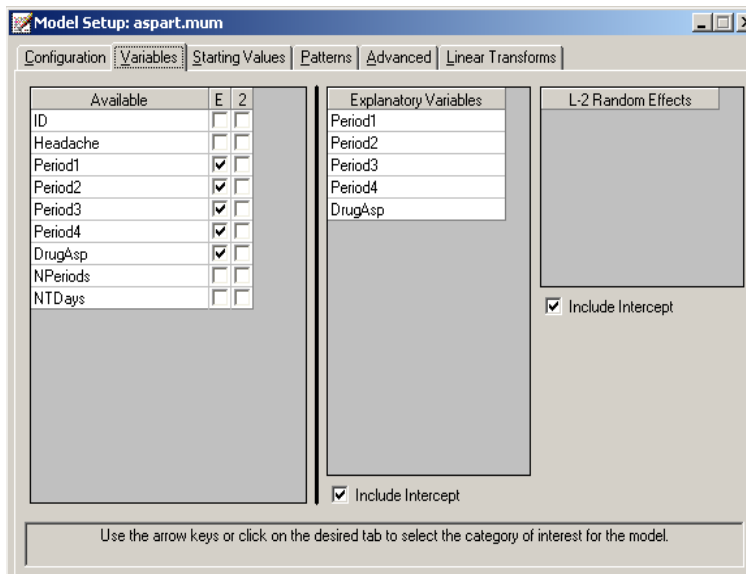 Model Setup: aspart.mum
Configuration Variables Starting Values Patterns Advanced Linear Transforms
Available E 2
ID
Headache
Period1
Period2
Period3
Period4
DrugAsp
NPeriods
NTDays
Explanatory Variables
Period1
Period2
Period3
Period4
DrugAsp
Include Intercept
L-2 Random Effects
Include Intercept
Use the arrow keys or click on the desired tab to select the category of interest for the model.